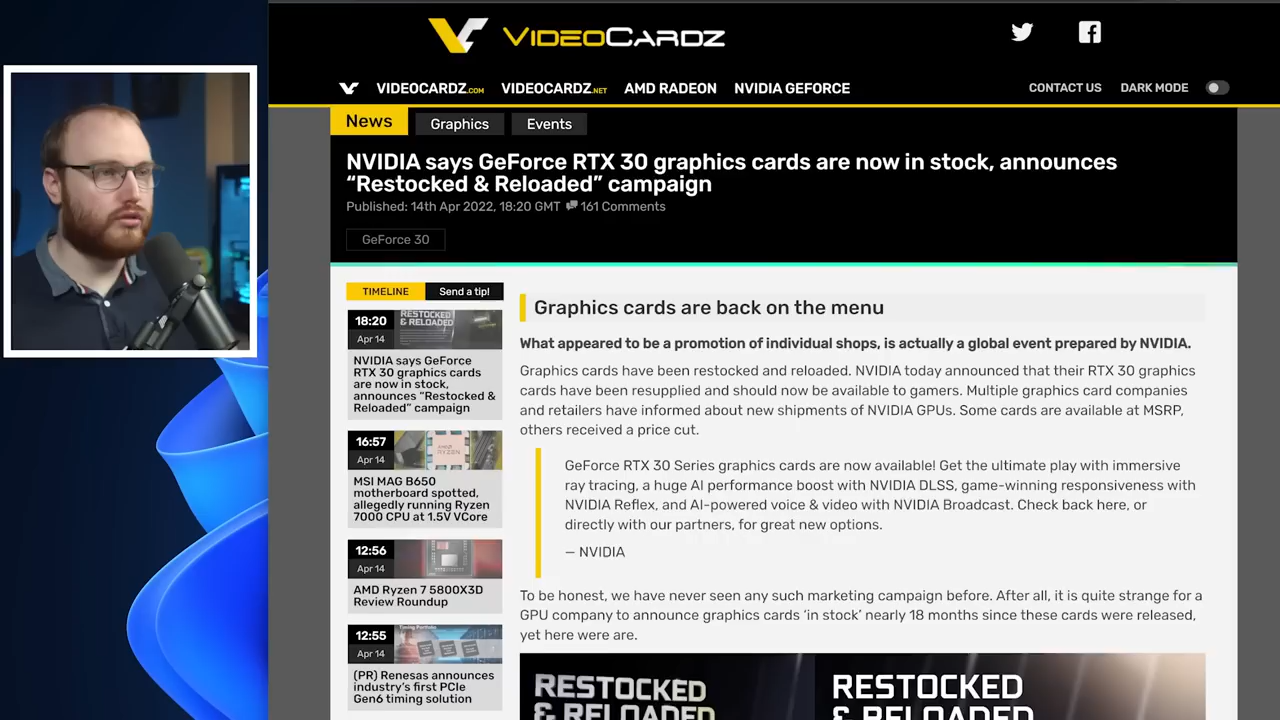 VIDEOCARDZ
VIDEOCARDZ.COM VIDEOCARDZ.NET AMD RADEON NVIDIA GEFORCE CONTACT US DARK MODE
News Graphics Events
NVIDIA says GeForce RTX 30 graphics cards are now in stock, announces
“Restocked & Reloaded” campaign
Published: 14th Apr 2022, 18:20 GMT 161 Comments
GeForce 30
TIMELINE Send a tip!
18:20
Apr 14
RESTOCKED
& RELOADED
NVIDIA says GeForce
RTX 30 graphics cards
are now in stock,
announces “Restocked &
Reloaded” campaign
16:57
Apr 14
AMD
RYZEN
MSI MAG B650
motherboard spotted,
allegedly running Ryzen
7000 CPU at 1.5V VCore
12:56
Apr 14
AMD Ryzen 7 5800X3D
Review Roundup
12:55
Apr 14
(PR) Renesas announces
industry’s first PCIe
Gen6 timing solution
Graphics cards are back on the menu
What appeared to be a promotion of individual shops, is actually a global event prepared by NVIDIA.
Graphics cards have been restocked and reloaded. NVIDIA today announced that their RTX 30 graphics
cards have been resupplied and should now be available to gamers. Multiple graphics card companies
and retailers have informed about new shipments of NVIDIA GPUs. Some cards are available at MSRP,
others received a price cut.
GeForce RTX 30 Series graphics cards are now available! Get the ultimate play with immersive
ray tracing, a huge AI performance boost with NVIDIA DLSS, game-winning responsiveness with
NVIDIA Reflex, and AI-powered voice & video with NVIDIA Broadcast. Check back here, or
directly with our partners, for great new options.
— NVIDIA
To be honest, we have never seen any such marketing campaign before. After all, it is quite strange for a
GPU company to announce graphics cards ‘in stock’ nearly 18 months since these cards were released,
yet here were are.
RESTOCKED
& RELOADED
RESTOCKED
& RELOADED